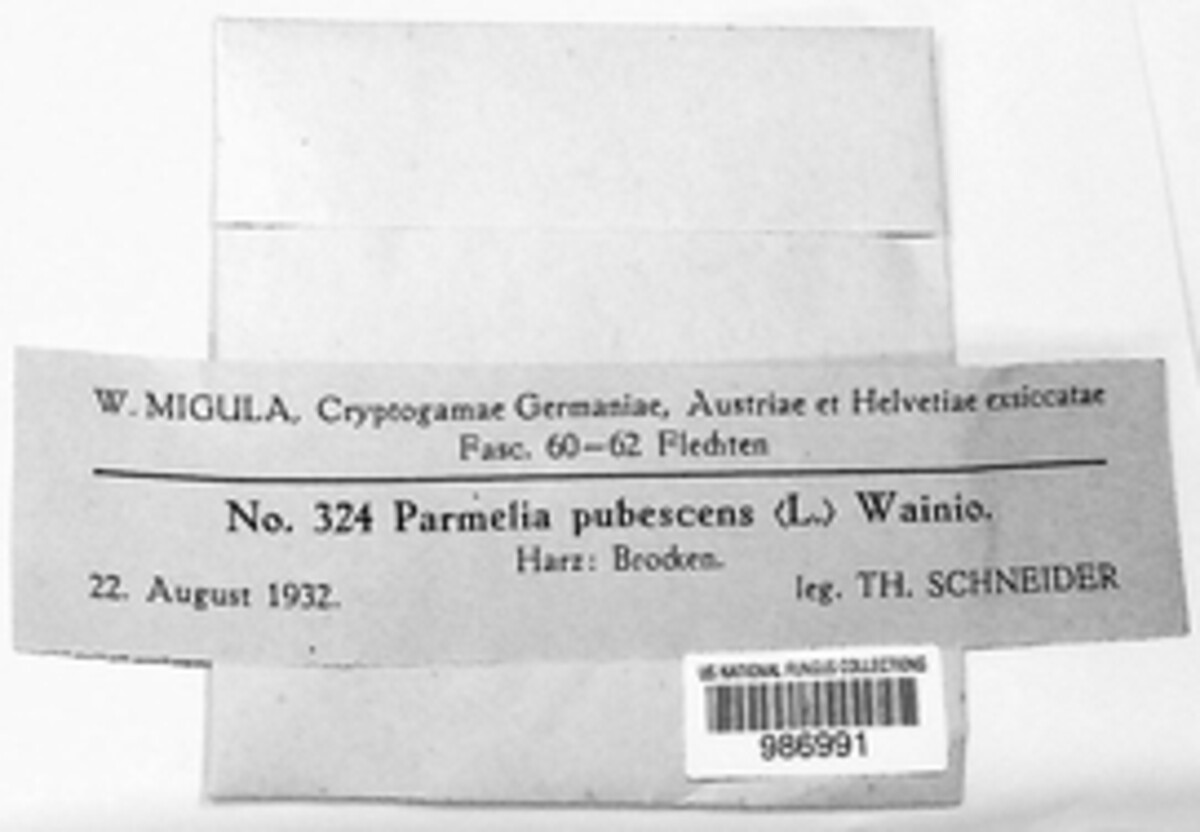 W. MIGULA, Cryptogamae Germaniae, Austriae et Helvetiae exsiccatae
Fasc. 60—62 Flechten
No. 324 Parmelia pubescens (L.) Wainio.
Harz: Brocken.
22. August 1932.
leg. TH. SCHNEIDER
US NATIONAL FUNGUS COLLECTIONS
986991